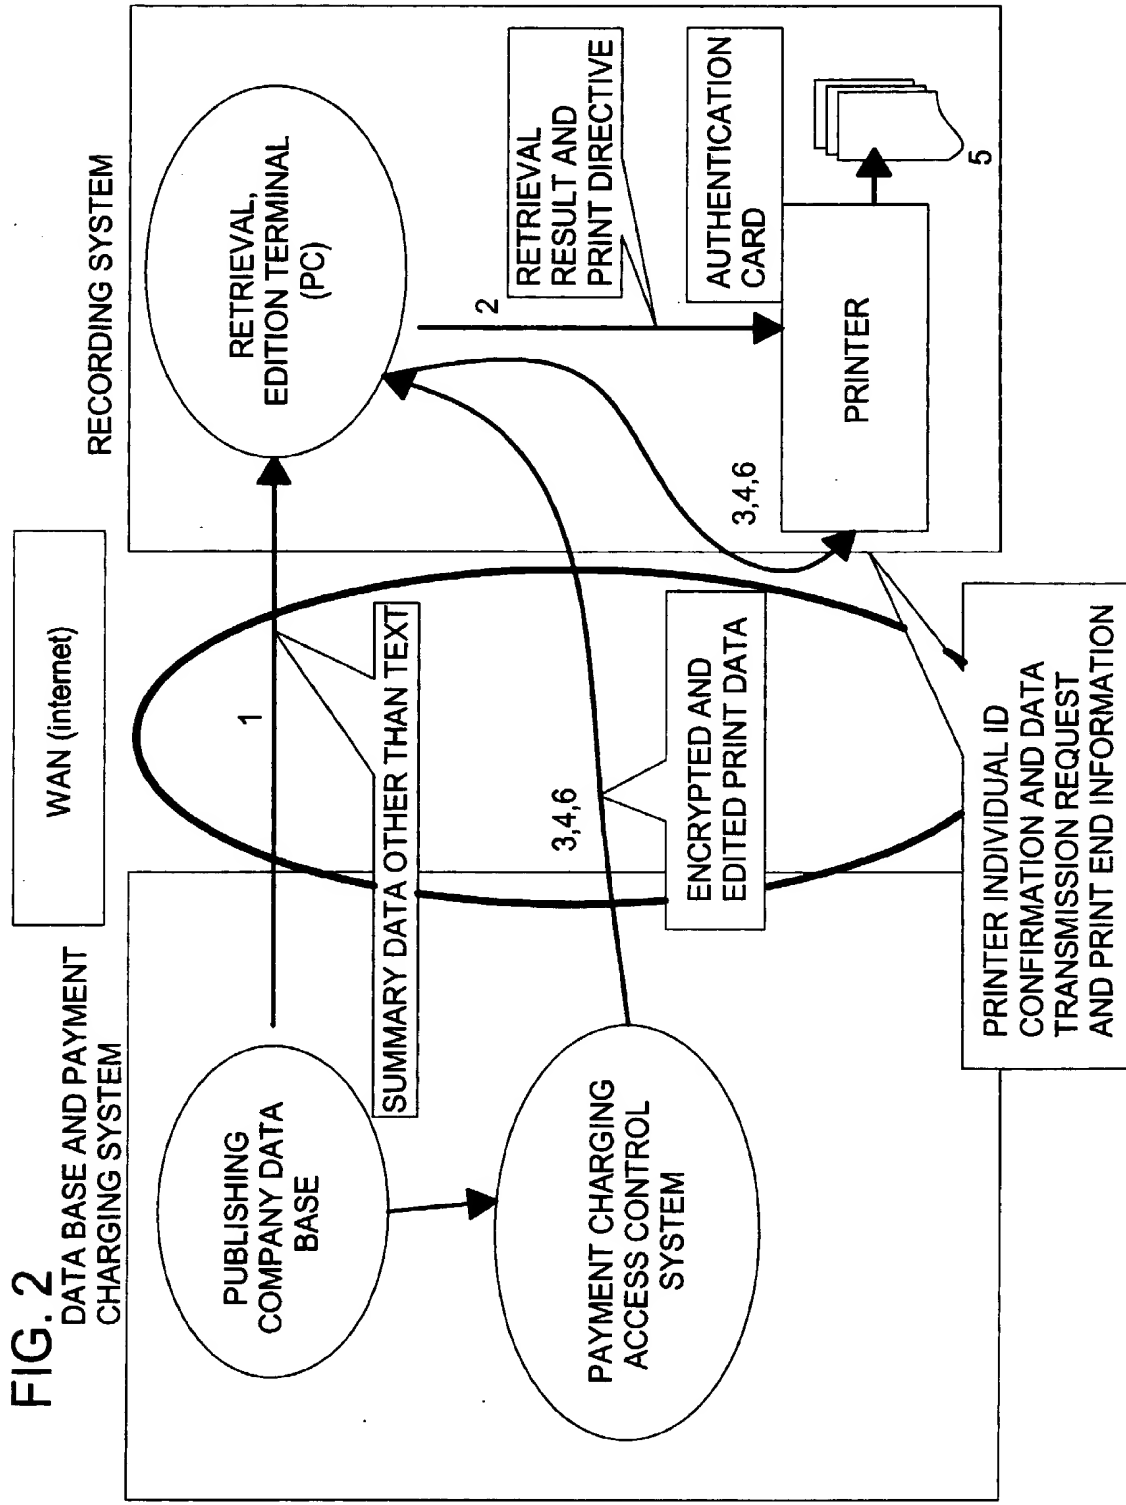 FIG. 2
DATA BASE AND PAYMENT
CHARGING SYSTEM
WAN (internet)
RECORDING SYSTEM
PUBLISHING
COMPANY DATA
BASE
1
SUMMARY DATA OTHER THAN TEXT
RETRIEVAL,
EDITION TERMINAL
(PC)
2
RETRIEVAL
RESULT AND
PRINT DIRECTIVE
PAYMENT CHARGING
ACCESS CONTROL
SYSTEM
3,4,6
ENCRYPTED AND
EDITED PRINT DATA
3,4,6
AUTHENTICATION
CARD
PRINTER
5
PRINTER INDIVIDUAL ID
CONFIRMATION AND DATA
TRANSMISSION REQUEST
AND PRINT END INFORMATION